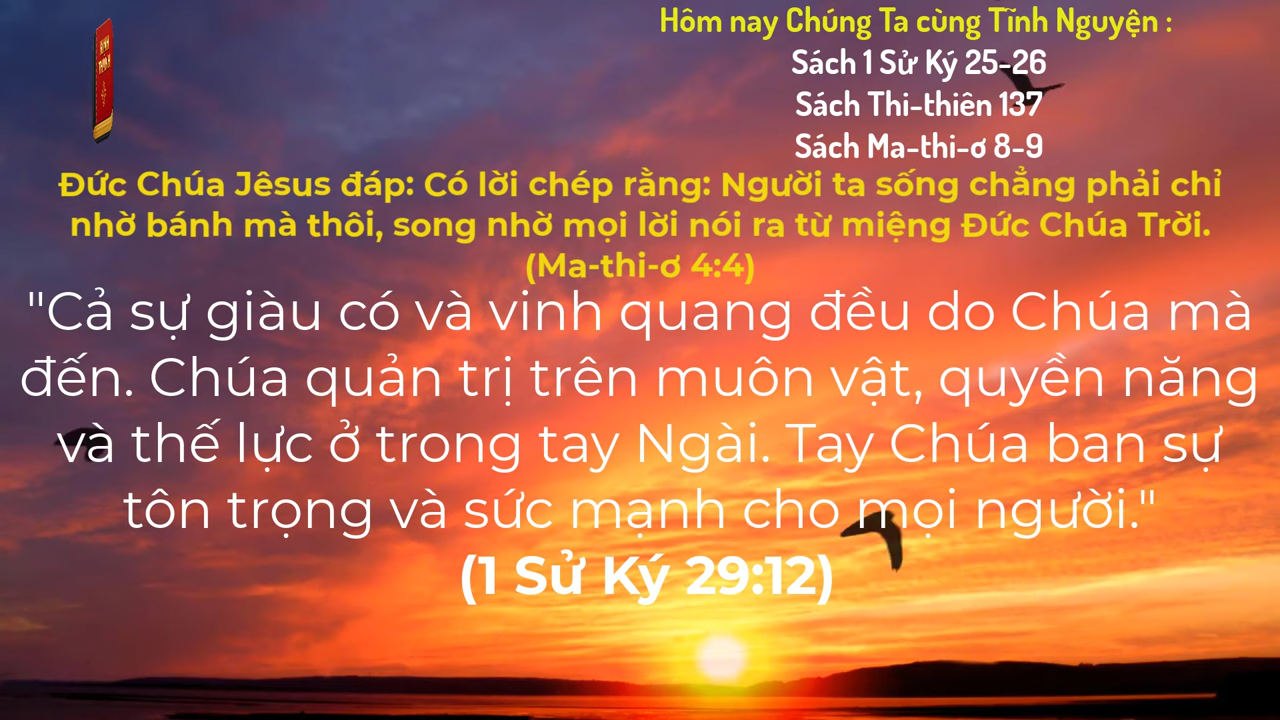 Hôm nay Chúng Ta cùng Tĩnh Nguyện :
Sách 1 Sử Ký 25-26
Sách Thi-thiên 137
Sách Ma-thi-ơ 8-9
KINH
THÁNH
Đức Chúa Jêsus đáp: Có lời chép rằng: Người ta sống chẳng phải chỉ
nhờ bánh mà thôi, song nhờ mọi lời nói ra từ miệng Đức Chúa Trời.
(Ma-thi-ơ 4:4)
"Cả sự giàu có và vinh quang đều do Chúa mà
đến. Chúa quản trị trên muôn vật, quyền năng
và thế lực ở trong tay Ngài. Tay Chúa ban sự
tôn trọng và sức mạnh cho mọi người."
(1 Sử Ký 29:12)